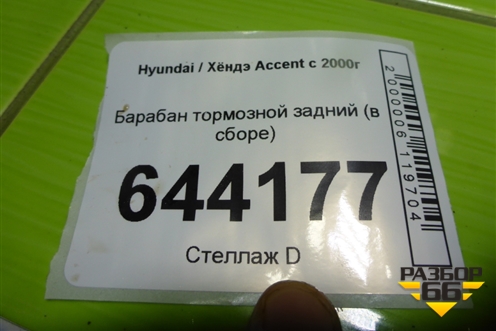 Hyundai / Хёндэ Accent с 2000г
Барабан тормозной задний (в
сборе)
644177
Стеллаж D
2000006119704
РАЗБОР
66